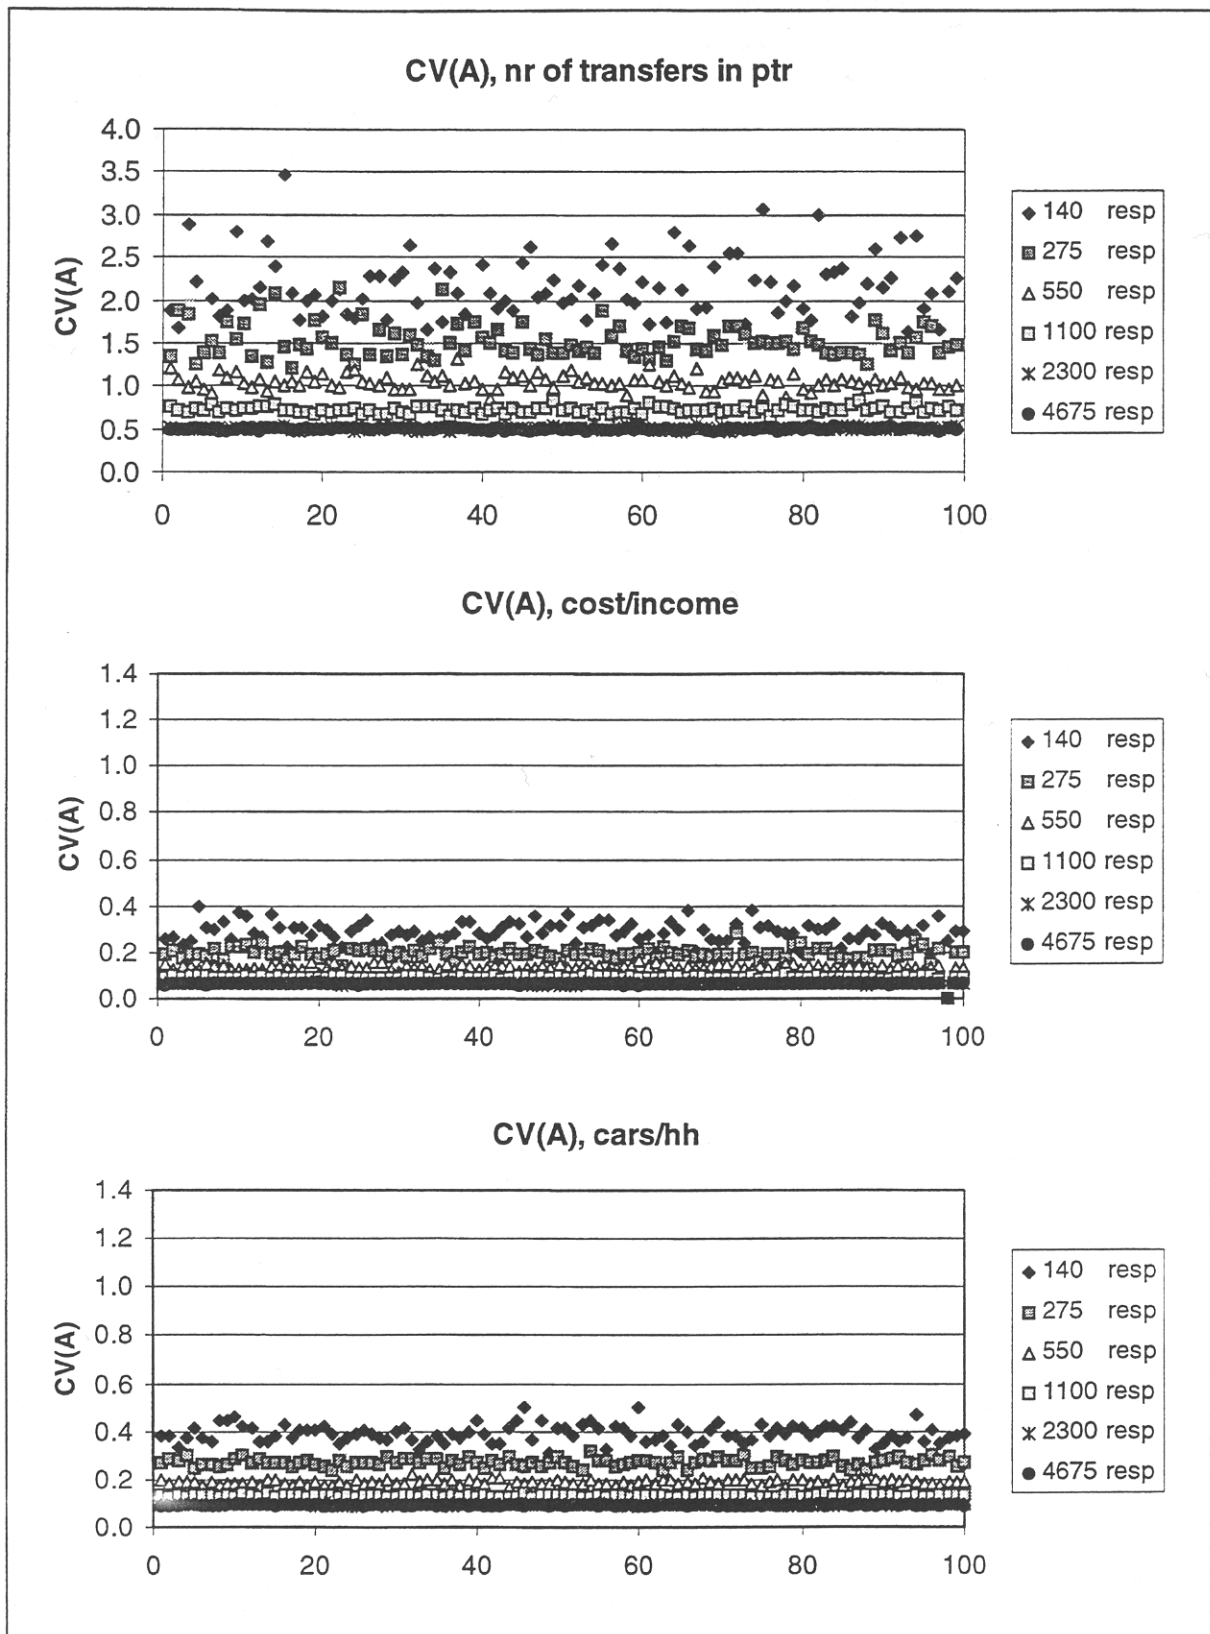 CV(A), nr of transfers in ptr
4.0
3.5
3.0
2.5
2.0
1.5
1.0
0.5
0.0
CV(A)
0 20 40 60 80 100
140 resp
275 resp
550 resp
1100 resp
2300 resp
4675 resp
CV(A), cost/income
1.4
1.2
1.0
0.8
0.6
0.4
0.2
0.0
CV(A)
0 20 40 60 80 100
140 resp
275 resp
550 resp
1100 resp
2300 resp
4675 resp
CV(A), cars/hh
1.4
1.2
1.0
0.8
0.6
0.4
0.2
0.0
CV(A)
0 20 40 60 80 100
140 resp
275 resp
550 resp
1100 resp
2300 resp
4675 resp